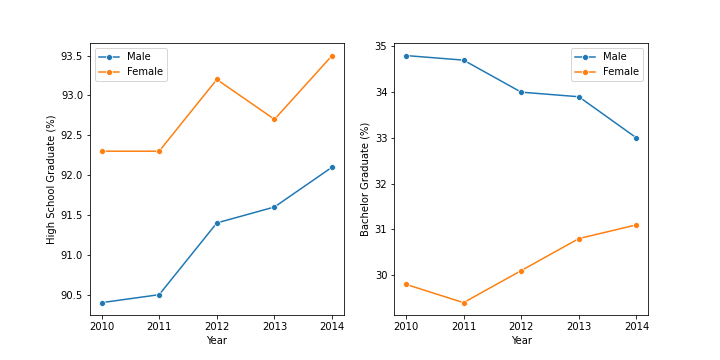 High School Graduate (%)
93.5
93.0
92.5
92.0
91.5
91.0
90.5
Male
Female
2010 2011 2012 2013 2014
Year
Bachelor Graduate (%)
35
34
33
32
31
30
Male
Female
2010 2011 2012 2013 2014
Year